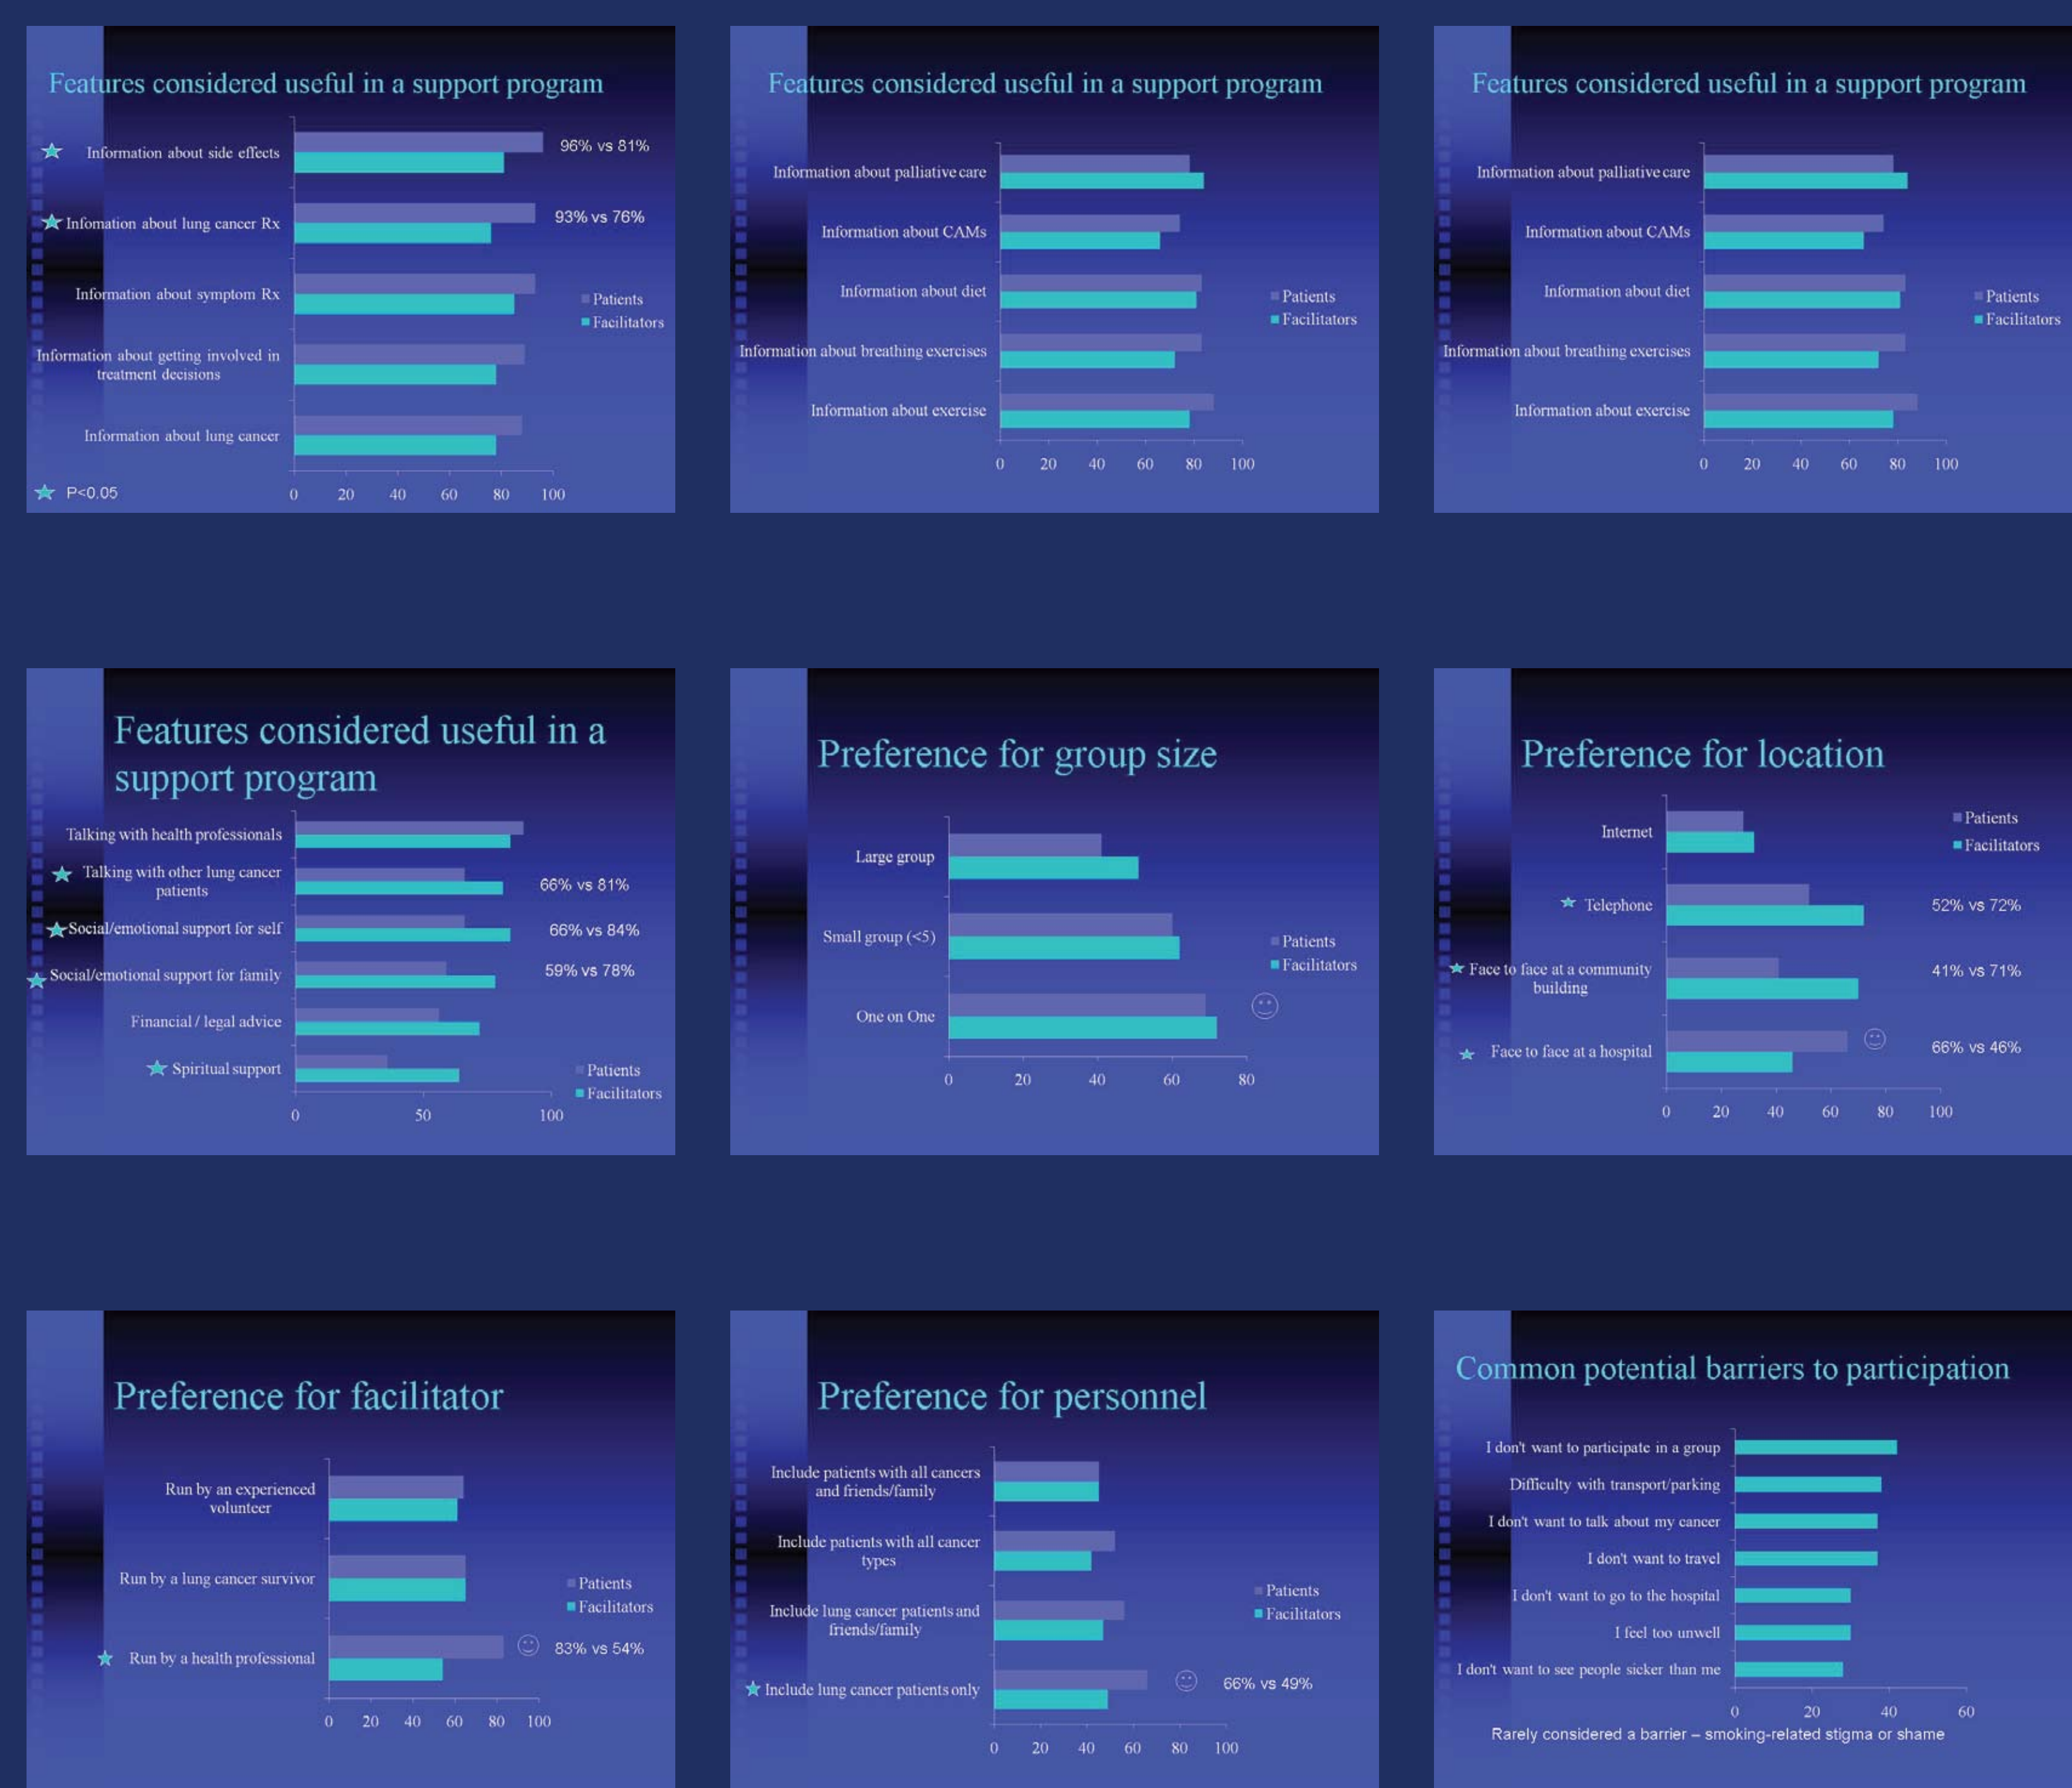 Features considered useful in a support program
Information about side effects
96% vs 81%
Infomation about lung cancer Rx
93% vs 76%
Information about symptom Rx
Patients
Facilitators
Information about getting involved in
treatment decisions
Information about lung cancer
P<0.05
0 20 40 60 80 100
Features considered useful in a support program
Information about palliative care
Information about CAMs
Information about diet
Patients
Facilitators
Information about breathing exercises
Information about exercise
0 20 40 60 80 100
Features considered useful in a support program
Information about palliative care
Information about CAMs
Information about diet
Patients
Facilitators
Information about breathing exercises
Information about exercise
0 20 40 60 80 100
Features considered useful in a
support program
Talking with health professionals
Talking with other lung cancer
patients
66% vs 81%
Social/emotional support for self
66% vs 84%
Social/emotional support for family
59% vs 78%
Financial / legal advice
Spiritual support
Patients
Facilitators
0 50 100
Preference for group size
Large group
Small group (<5)
Patients
Facilitators
One on One
0 20 40 60 80
Preference for location
Patients
Facilitators
Internet
Telephone
52% vs 72%
Face to face at a community
building
41% vs 71%
Face to face at a hospital
66% vs 46%
0 20 40 60 80 100
Preference for facilitator
Run by an experienced
volunteer
Run by a lung cancer survivor
Patients
Facilitators
Run by a health professional
83% vs 54%
0 20 40 60 80 100
Preference for personnel
Include patients with all cancers
and friends/family
Include patients with all cancer
types
Patients
Facilitators
Include lung cancer patients and
friends/family
Include lung cancer patients only
66% vs 49%
0 20 40 60 80 100
Common potential barriers to participation
I don't want to participate in a group
Difficulty with transport/parking
I don't want to talk about my cancer
I don't want to travel
I don't want to go to the hospital
I feel too unwell
I don't want to see people sicker than me
0 20 40 60
Rarely considered a barrier – smoking-related stigma or shame